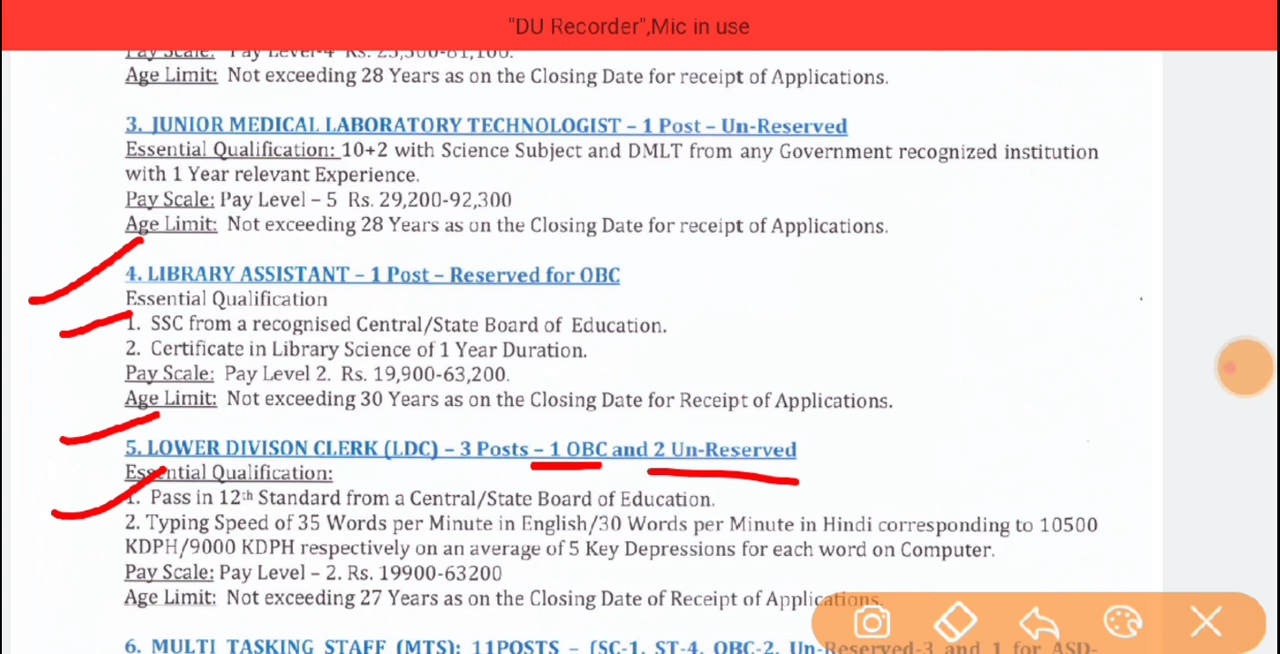 "DU Recorder",Mic in use
Pay Scale: Pay Level-4 Rs. 25,500-81,100.
Age Limit: Not exceeding 28 Years as on the Closing Date for receipt of Applications.
3. JUNIOR MEDICAL LABORATORY TECHNOLOGIST – 1 Post – Un-Reserved
Essential Qualification: 10+2 with Science Subject and DMLT from any Government recognized institution
with 1 Year relevant Experience.
Pay Scale: Pay Level – 5 Rs. 29,200-92,300
Age Limit: Not exceeding 28 Years as on the Closing Date for receipt of Applications.
4. LIBRARY ASSISTANT – 1 Post – Reserved for OBC
Essential Qualification
1. SSC from a recognised Central/State Board of Education.
2. Certificate in Library Science of 1 Year Duration.
Pay Scale: Pay Level 2. Rs. 19,900-63,200.
Age Limit: Not exceeding 30 Years as on the Closing Date for Receipt of Applications.
5. LOWER DIVISON CLERK (LDC) – 3 Posts – 1 OBC and 2 Un-Reserved
Essential Qualification:
1. Pass in 12th Standard from a Central/State Board of Education.
2. Typing Speed of 35 Words per Minute in English/30 Words per Minute in Hindi corresponding to 10500
KDPH/9000 KDPH respectively on an average of 5 Key Depressions for each word on Computer.
Pay Scale: Pay Level – 2. Rs. 19900-63200
Age Limit: Not exceeding 27 Years as on the Closing Date of Receipt of Applications.
6. MULTI TASKING STAFF (MTS): 11POSTS – (SC-1, ST-4, OBC-2, Un-Reserved-3 and 1 for ASD-